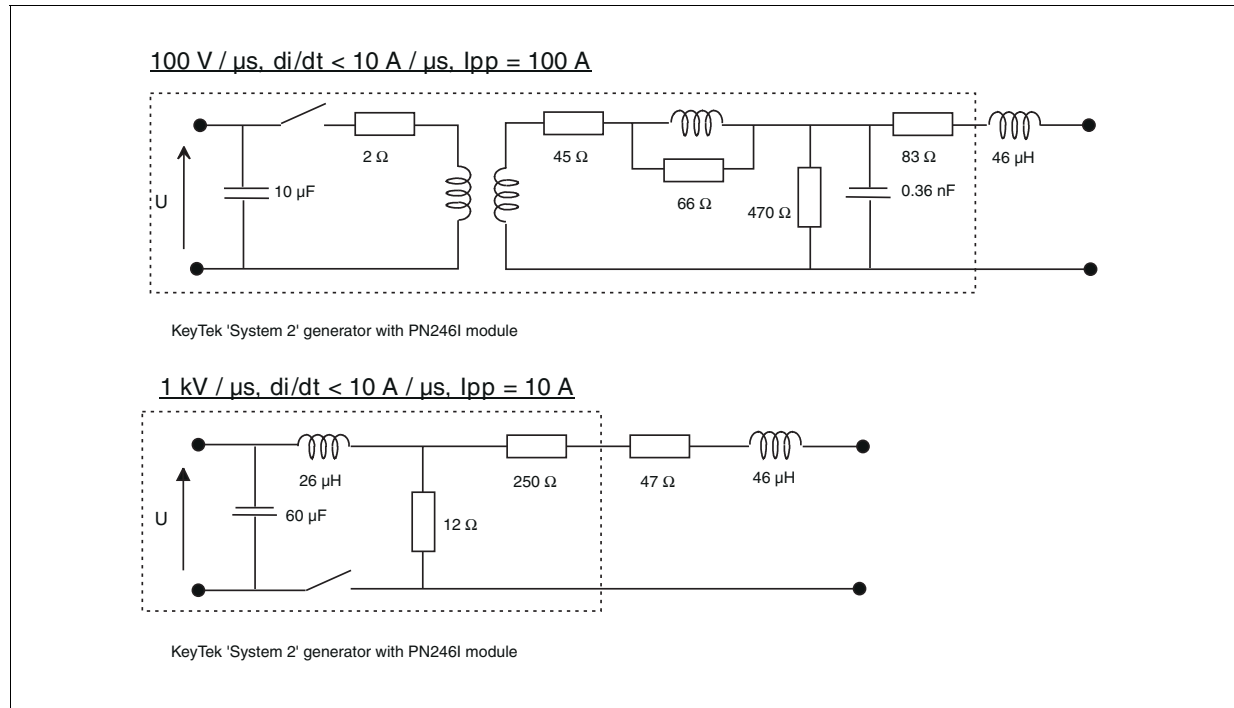 100 V / µs, di/dt < 10 A / µs, Ipp = 100 A
U
10 µF
2 Ω
45 Ω
66 Ω
470 Ω
0.36 nF
83 Ω
46 µH
KeyTek 'System 2' generator with PN246I module
1 kV / µs, di/dt < 10 A / µs, Ipp = 10 A
U
60 µF
26 µH
12 Ω
250 Ω
47 Ω
46 µH
KeyTek 'System 2' generator with PN246I module